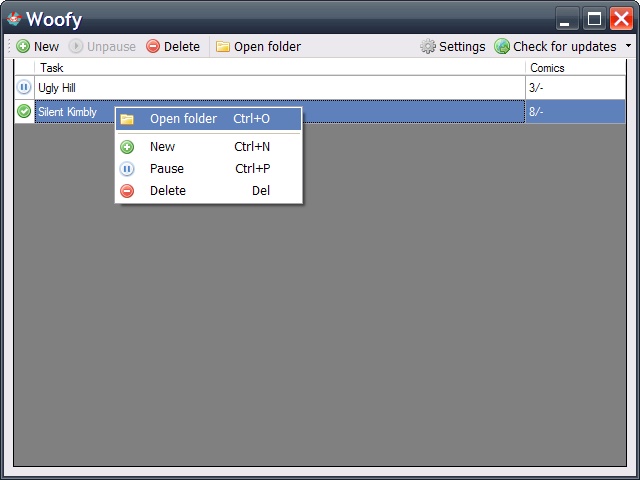 Woofy
New Unpause Delete Open folder Settings Check for updates
Task Comics
Ugly Hill 3/-
Silent Kimbly 8/-
Open folder Ctrl+O
New Ctrl+N
Pause Ctrl+P
Delete Del